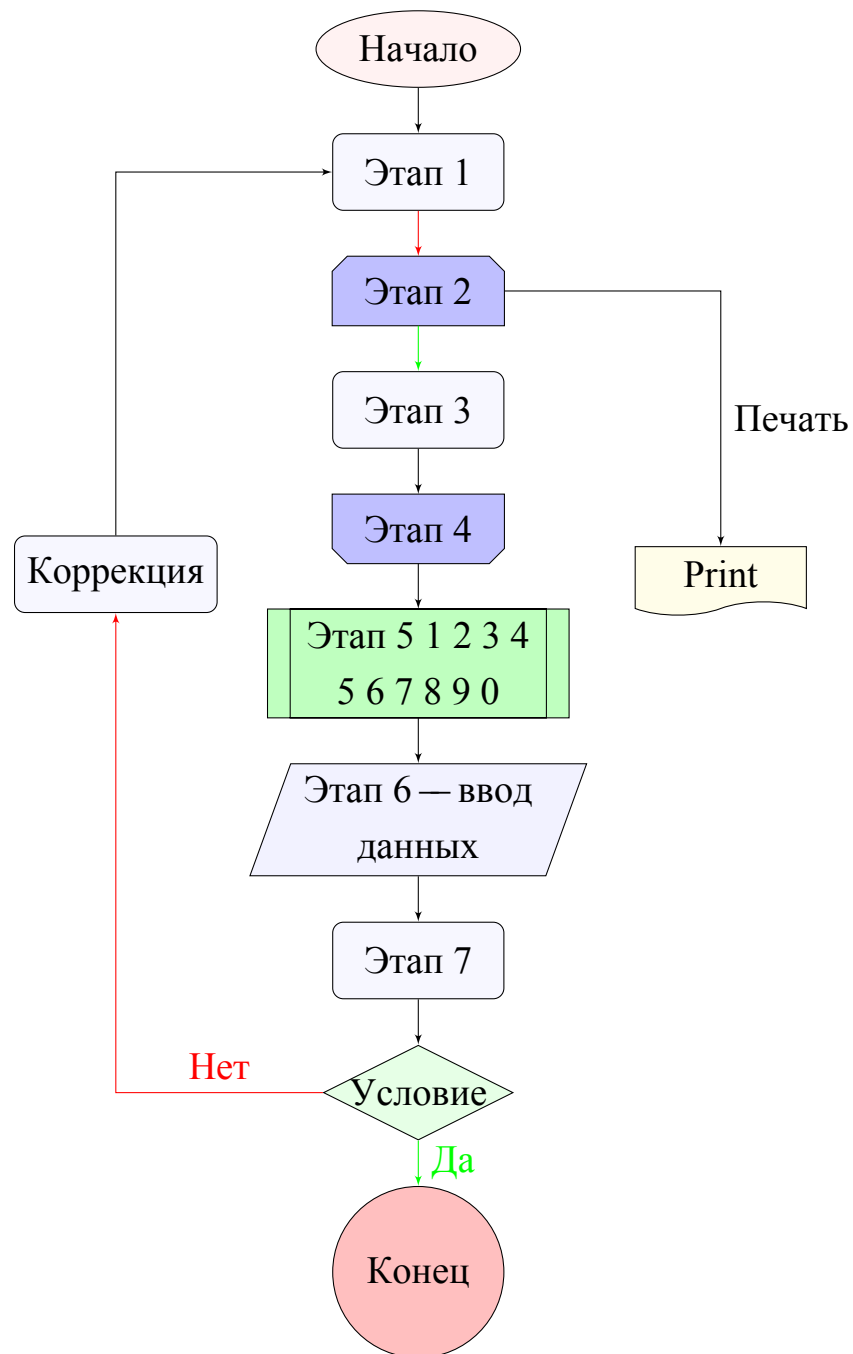 Начало
Этап 1
Этап 2
Этап 3
Печать
Этап 4
Коррекция
Print
Этап 5 1 2 3 4
5 6 7 8 9 0
Этап 6 — ввод
данных
Этап 7
Нет
Условие
Да
Конец